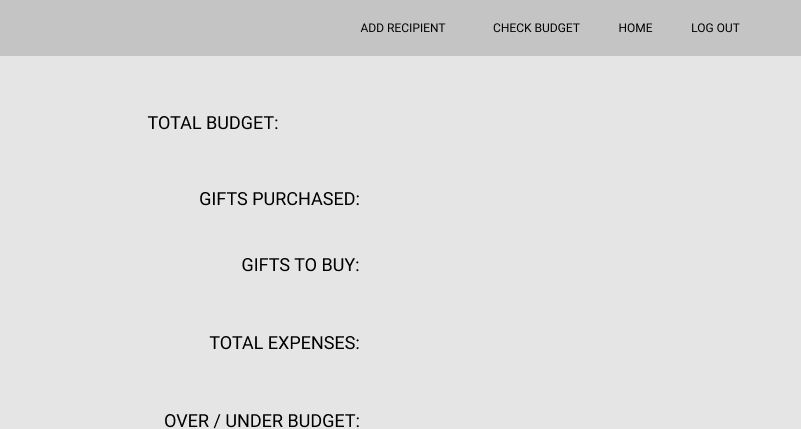 ADD RECIPIENT CHECK BUDGET HOME LOG OUT
TOTAL BUDGET:
GIFTS PURCHASED:
GIFTS TO BUY:
TOTAL EXPENSES:
OVER / UNDER BUDGET: